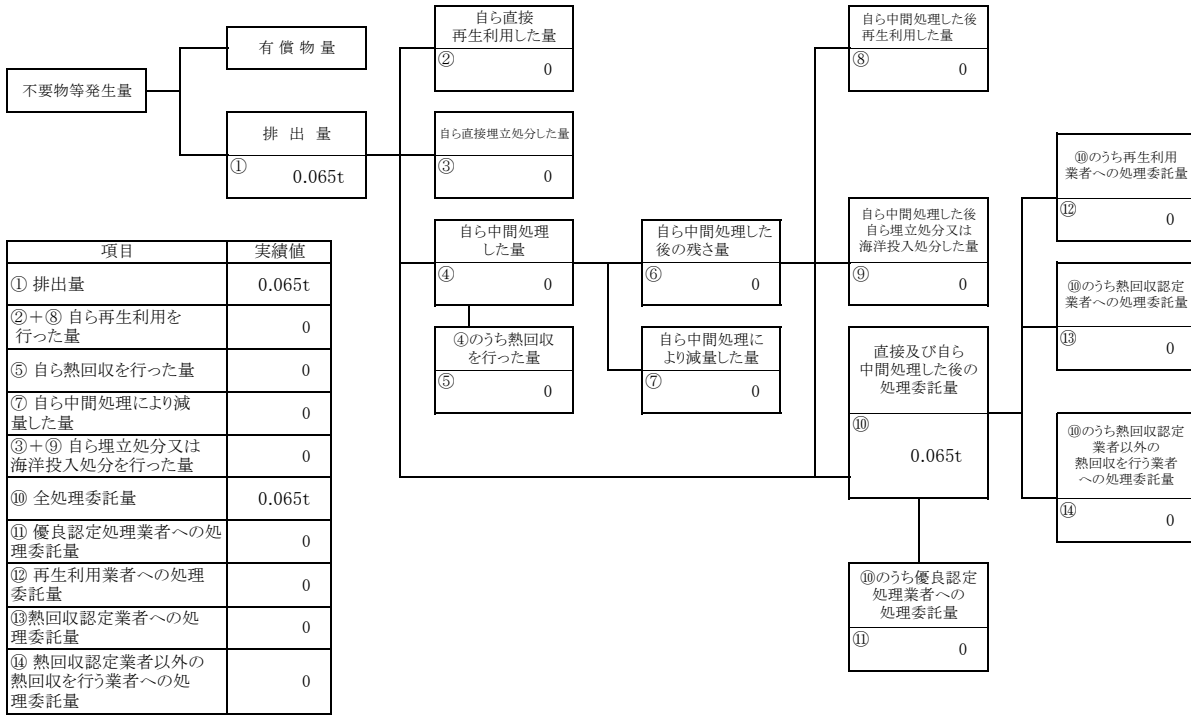 不要物等発生量
有償物量
排出量
①
0.065t
自ら直接
再生利用した量
②
0
自ら直接埋立処分した量
③
0
自ら中間処理
した量
④
0
④のうち熱回収
を行った量
⑤
0
自ら中間処理した
後の残さ量
⑥
0
自ら中間処理に
より減量した量
⑦
0
自ら中間処理した後
再生利用した量
⑧
0
自ら中間処理した後
自ら埋立処分又は
海洋投入処分した量
⑨
0
直接及び自ら
中間処理した後の
処理委託量
⑩
0.065t
⑩のうち優良認定
処理業者への
処理委託量
⑪
0
⑩のうち再生利用
業者への処理委託量
⑫
0
⑩のうち熱回収認定
業者への処理委託量
⑬
0
⑩のうち熱回収認定
業者以外の
熱回収を行う業者
への処理委託量
⑭
0
項目 実績値
① 排出量 0.065t
②+⑧ 自ら再生利用を
行った量 0
⑤ 自ら熱回収を行った量 0
⑦ 自ら中間処理により減
量した量 0
③+⑨ 自ら埋立処分又は
海洋投入処分を行った量 0
⑩ 全処理委託量 0.065t
⑪ 優良認定処理業者への処
理委託量 0
⑫ 再生利用業者への処理
委託量 0
⑬熱回収認定業者への処
理委託量 0
⑭ 熱回収認定業者以外の
熱回収を行う業者への処
理委託量 0